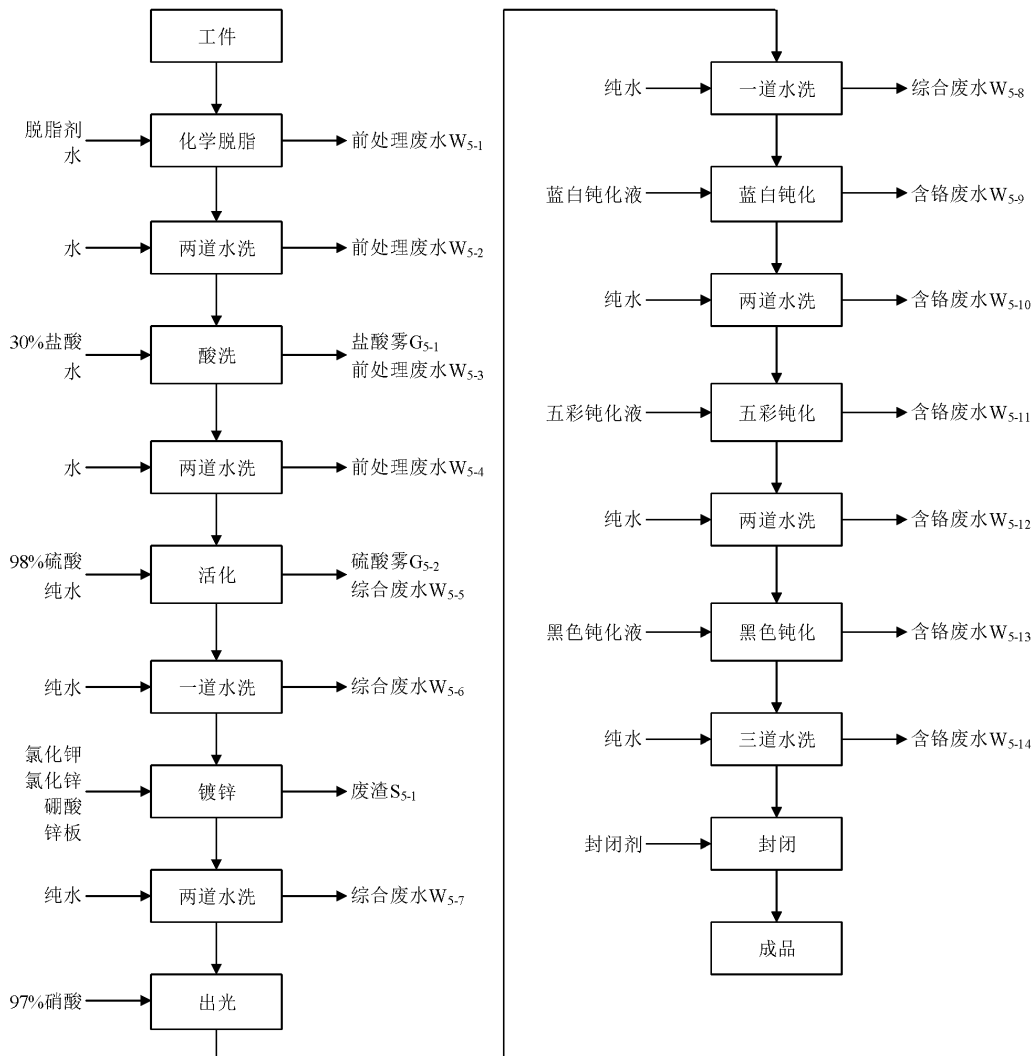 工件
脱脂剂
水
化学脱脂
前处理废水W5-1
水
两道水洗
前处理废水W5-2
30%盐酸
水
酸洗
盐酸雾G5-1
前处理废水W5-3
水
两道水洗
前处理废水W5-4
98%硫酸
纯水
活化
硫酸雾G5-2
综合废水W5-5
纯水
一道水洗
综合废水W5-6
氯化钾
氯化锌
硼酸
锌板
镀锌
废渣S5-1
纯水
两道水洗
综合废水W5-7
97%硝酸
出光
纯水
一道水洗
综合废水W5-8
蓝白钝化液
蓝白钝化
含铬废水W5-9
纯水
两道水洗
含铬废水W5-10
五彩钝化液
五彩钝化
含铬废水W5-11
纯水
两道水洗
含铬废水W5-12
黑色钝化液
黑色钝化
含铬废水W5-13
纯水
三道水洗
含铬废水W5-14
封闭剂
封闭
成品